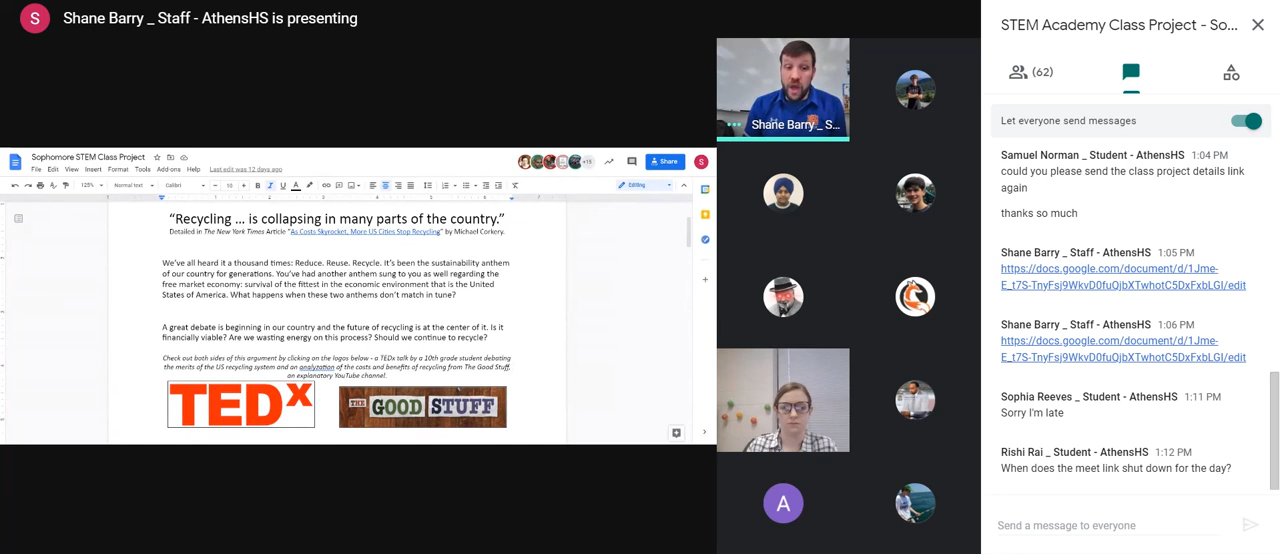 S Shane Barry _ Staff - AthensHS is presenting
Sophomore STEM Class Project
File Edit View Insert Format Tools Add-ons Help Last edit was 12 days ago
+18
Share
S
125% Normal text Calibri 10 B I U A Editing
“Recycling ... is collapsing in many parts of the country.”
Detailed in The New York Times Article “As Costs Skyrocket, More US Cities Stop Recycling” by Michael Corkery.
We’ve all heard it a thousand times: Reduce. Reuse. Recycle. It’s been the sustainability anthem
of our country for generations. You’ve had another anthem sung to you as well regarding the
free market economy: survival of the fittest in the economic environment that is the United
States of America. What happens when these two anthems don’t match in tune?
A great debate is beginning in our country and the future of recycling is at the center of it. Is it
financially viable? Are we wasting energy on this process? Should we continue to recycle?
Check out both sides of this argument by clicking on the logos below - a TEDx talk by a 10th grade student debating
the merits of the US recycling system and an analyzation of the costs and benefits of recycling from The Good Stuff,
an explanatory YouTube channel.
TEDx
THE GOOD STUFF
Shane Barry _ S...
A
STEM Academy Class Project - So...
(62)
Let everyone send messages
Samuel Norman _ Student - AthensHS 1:04 PM
could you please send the class project details link
again
thanks so much
Shane Barry _ Staff - AthensHS 1:05 PM
https://docs.google.com/document/d/1Jme-
E_t7S-TnyFsj9WkvD0fuQjbXTwhotC5DxFxbLGI/edit
Shane Barry _ Staff - AthensHS 1:06 PM
https://docs.google.com/document/d/1Jme-
E_t7S-TnyFsj9WkvD0fuQjbXTwhotC5DxFxbLGI/edit
Sophia Reeves _ Student - AthensHS 1:11 PM
Sorry I'm late
Rishi Rai _ Student - AthensHS 1:12 PM
When does the meet link shut down for the day?
Send a message to everyone